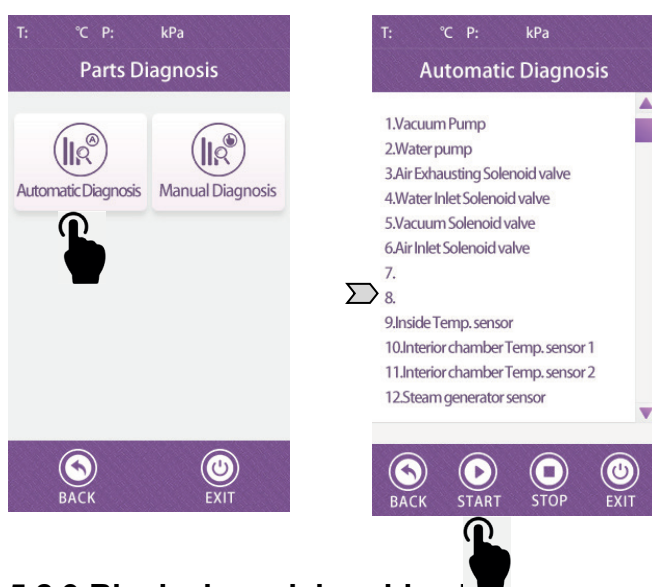 T: ℃ P: kPa
Parts Diagnosis
Automatic Diagnosis
Manual Diagnosis
BACK
EXIT
T: ℃ P: kPa
Automatic Diagnosis
1.Vacuum Pump
2.Water pump
3.Air Exhausting Solenoid valve
4.Water Inlet Solenoid valve
5.Vacuum Solenoid valve
6.Air Inlet Solenoid valve
7.
8.
9.Inside Temp. sensor
10.Interior chamber Temp. sensor 1
11.Interior chamber Temp. sensor 2
12.Steam generator sensor
BACK
START
STOP
EXIT